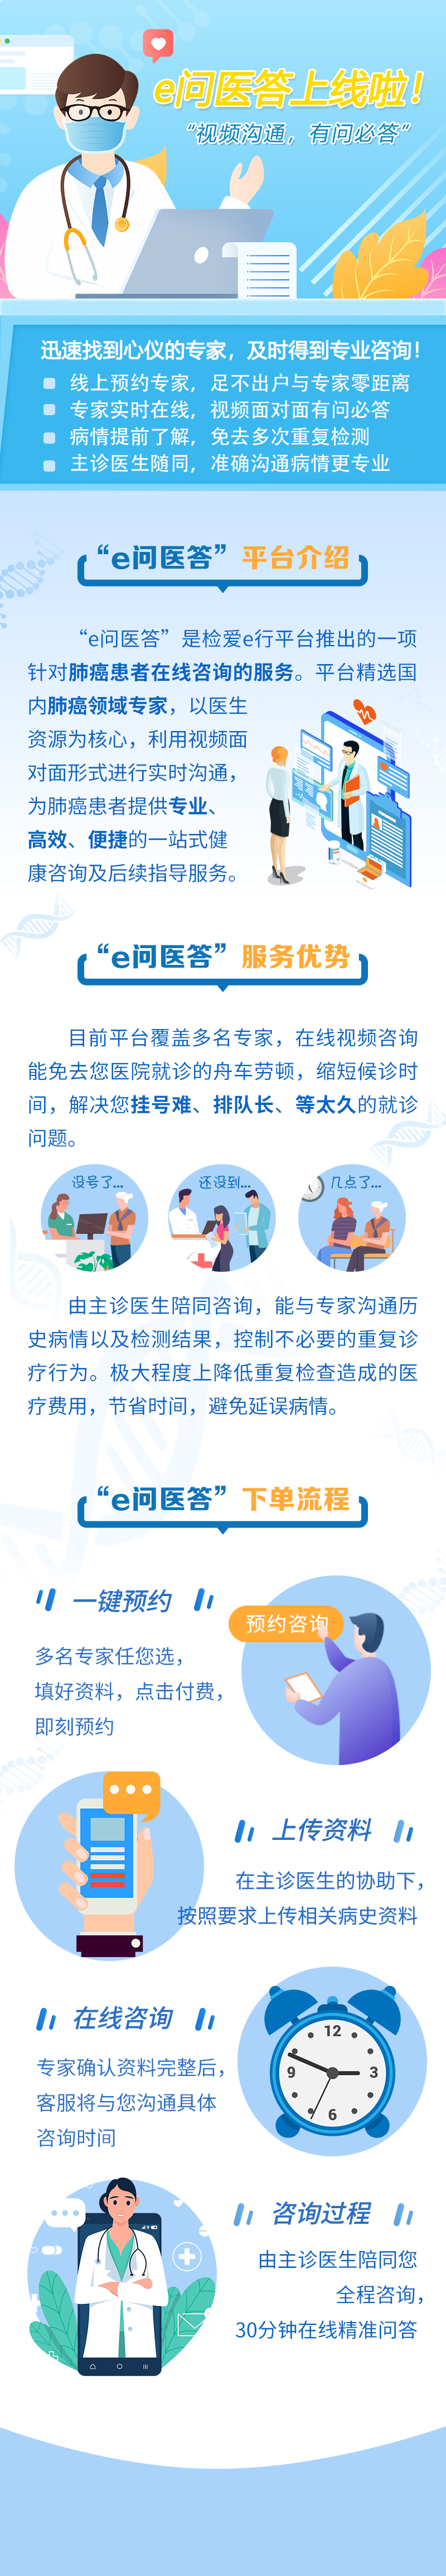 e问医答上线啦！
“视频沟通，有问必答”
迅速找到心仪的专家，及时得到专业咨询！
线上预约专家，足不出户与专家零距离
专家实时在线，视频面对面有问必答
病情提前了解，免去多次重复检测
主诊医生随同，准确沟通病情更专业
“e问医答”平台介绍
“e问医答”是检爱e行平台推出的一项
针对肺癌患者在线咨询的服务。平台精选国
内肺癌领域专家，以医生
资源为核心，利用视频面
对面形式进行实时沟通，
为肺癌患者提供专业、
高效、便捷的一站式健
康咨询及后续指导服务。
“e问医答”服务优势
目前平台覆盖多名专家，在线视频咨询
能免去您医院就诊的舟车劳顿，缩短候诊时
间，解决您挂号难、排队长、等太久的就诊
问题。
没号了...
还没到...
几点了...
由主诊医生陪同咨询，能与专家沟通历
史病情以及检测结果，控制不必要的重复诊
疗行为。极大程度上降低重复检查造成的医
疗费用，节省时间，避免延误病情。
“e问医答”下单流程
一键预约
预约咨询
多名专家任您选，
填好资料，点击付费，
即刻预约
上传资料
在主诊医生的协助下，
按照要求上传相关病史资料
在线咨询
12
9
3
6
专家确认资料完整后，
客服将与您沟通具体
咨询时间
咨询过程
由主诊医生陪同您
全程咨询，
30分钟在线精准问答